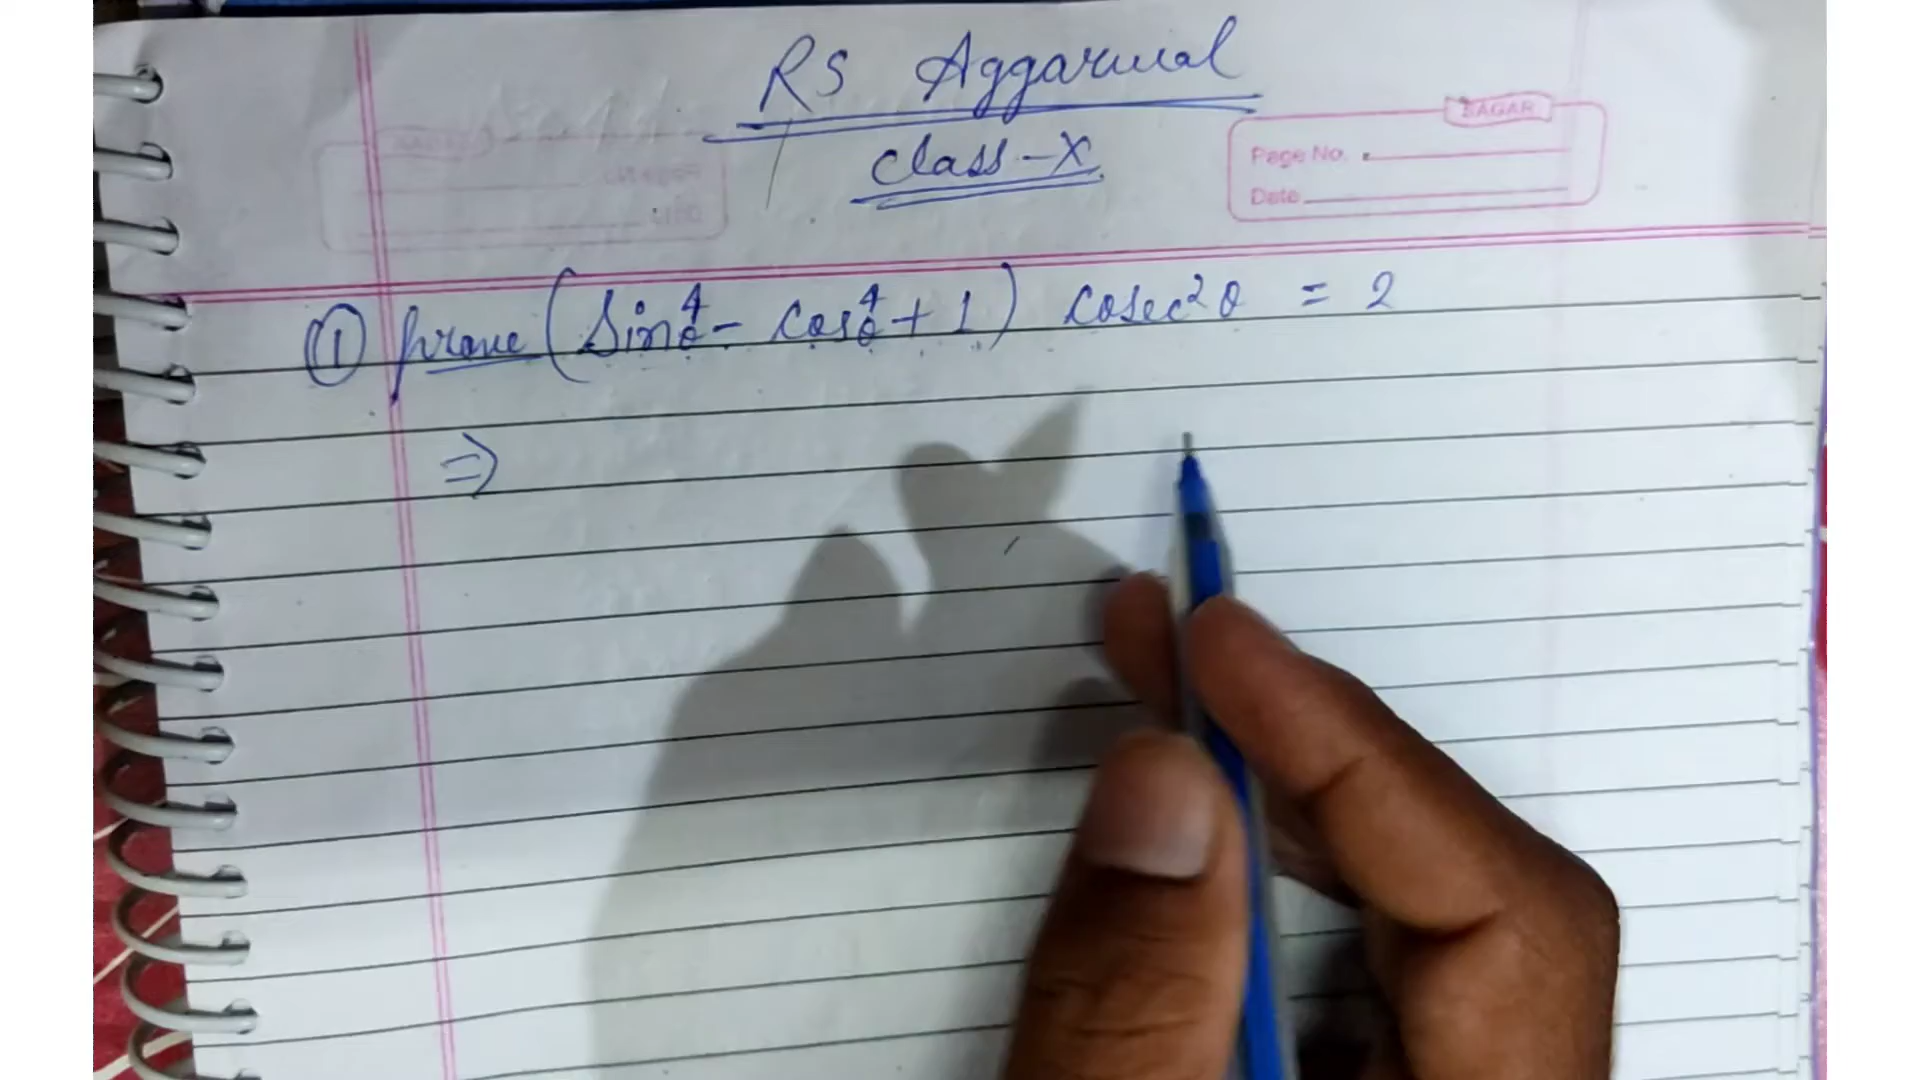 RS Aggarwal
class-X
SAGAR
Page No.
Date
① prove (Sin⁴θ - cos⁴θ + 1) cosec²θ = 2
⇒